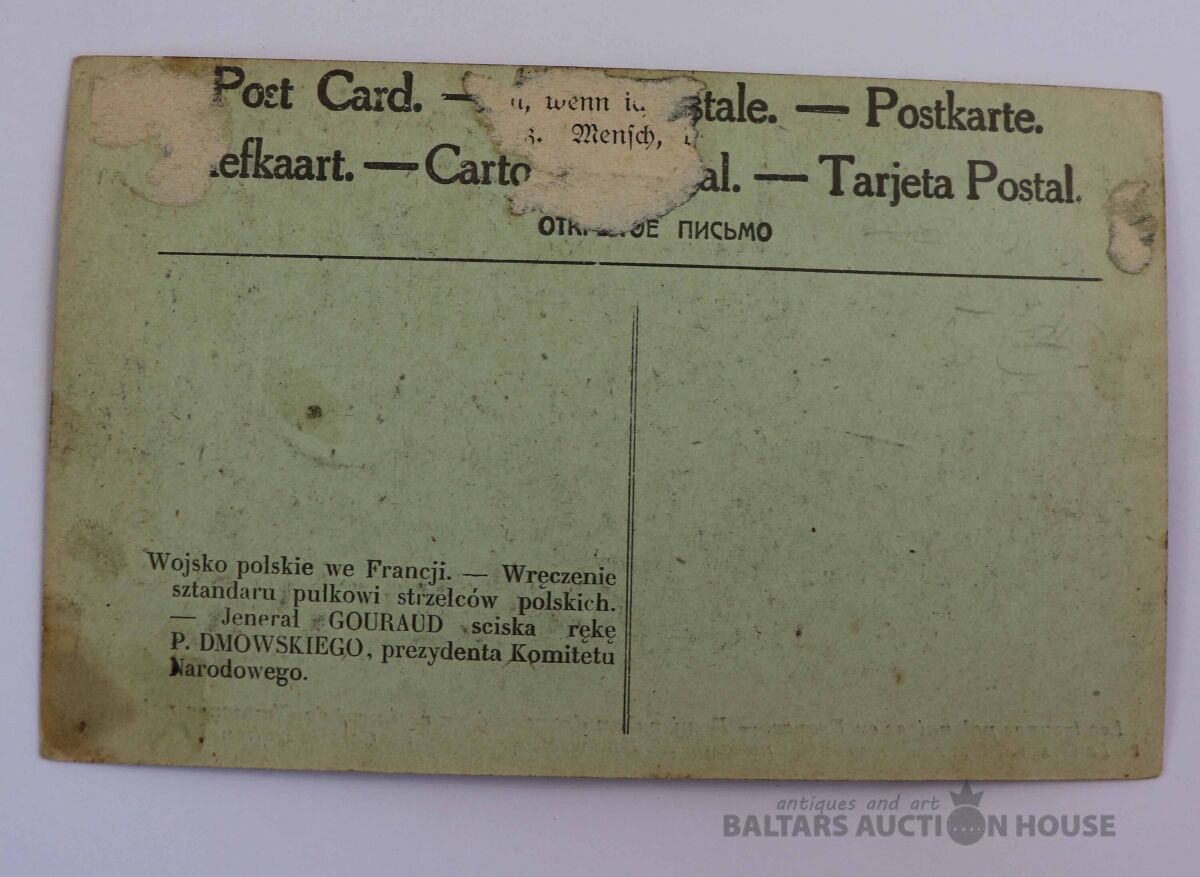 Post Card. — stale. — Postkarte.
u, wenn
z. Mensch,
efkaart. — Carto al. — Tarjeta Postal.
ОТКР ОЕ ПИСЬМО
Wojsko polskie we Francji. — Wręczenie
sztandaru pułkowi strzelców polskich.
— Jenerał GOURAUD sciska rękę
P. DMOWSKIEGO, prezydenta Komitetu
Narodowego.
antiques and art
BALTARS AUCTION HOUSE